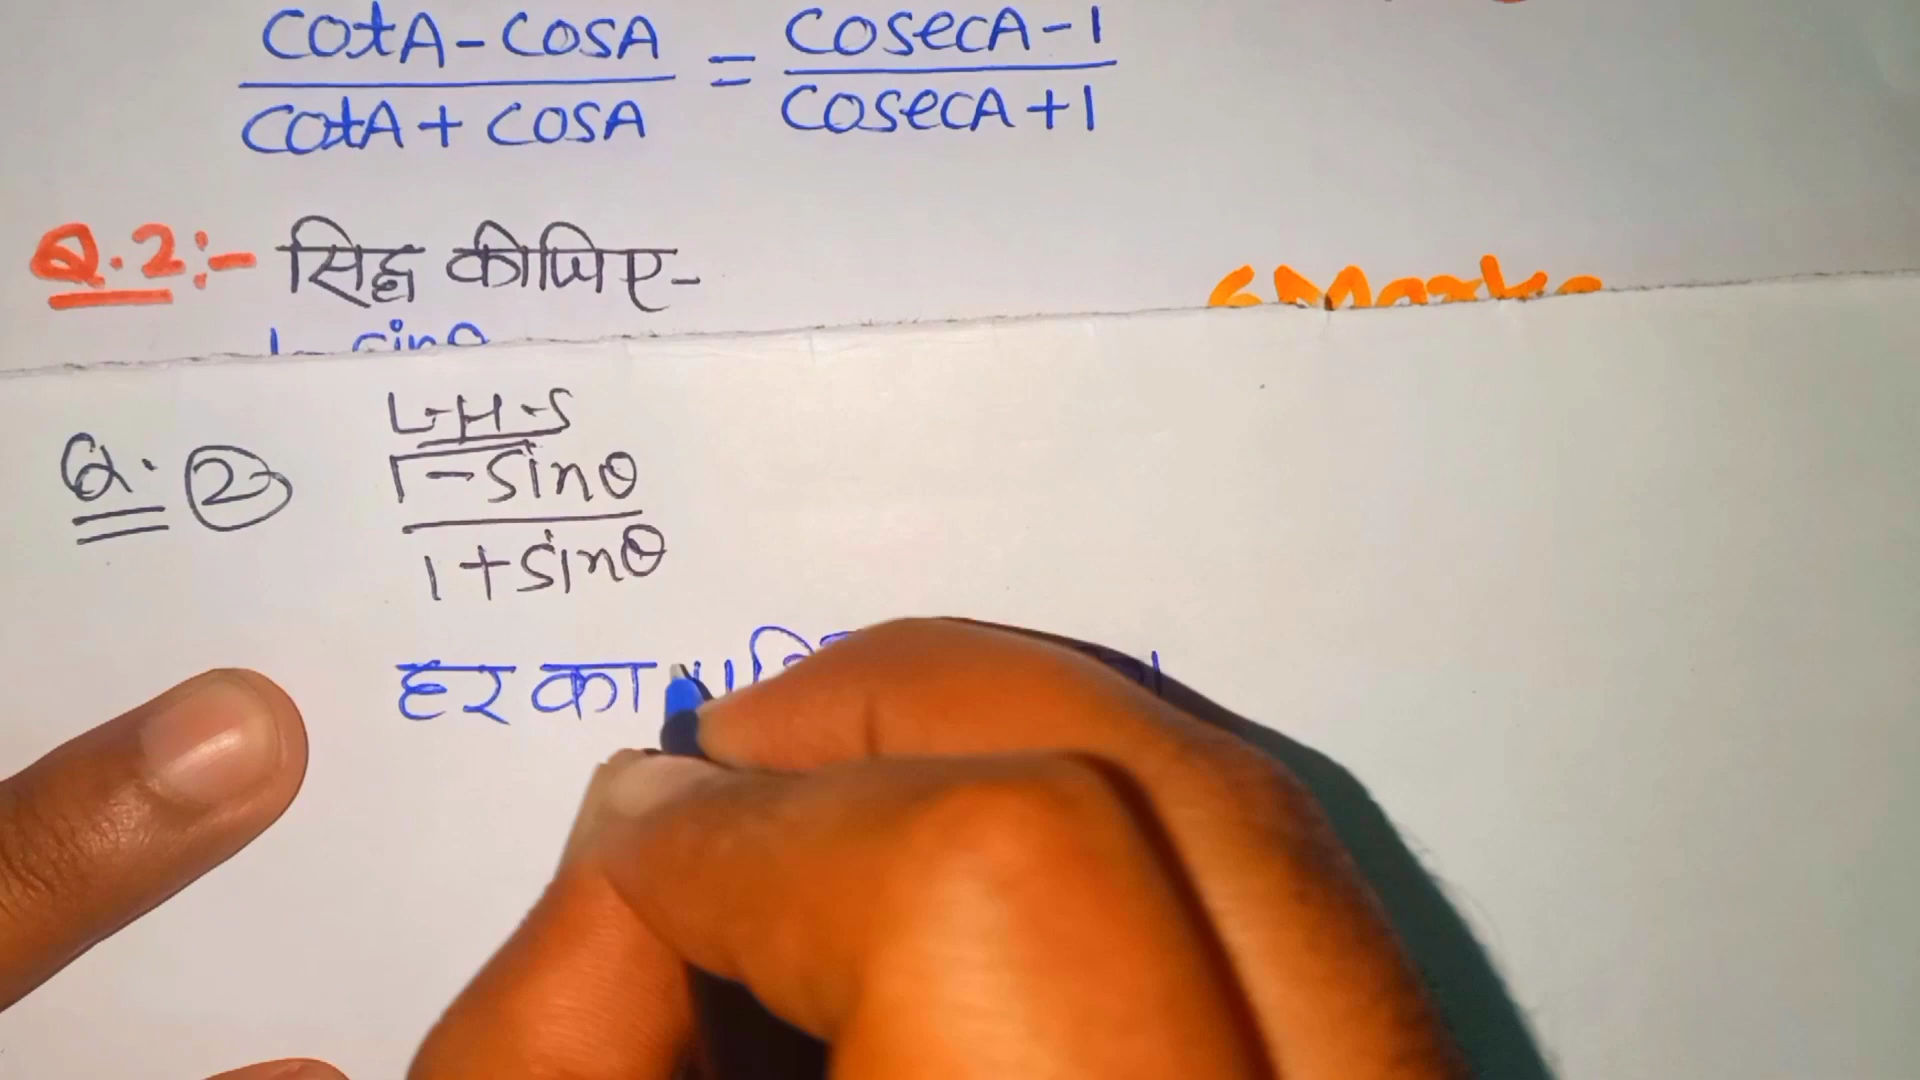 cotA - cosA / cotA + cosA = cosecA - 1 / cosecA + 1
Q.2:- सिद्ध कीजिए-
L.H.S
Q. 2
1 - sinθ
1 + sinθ
हर का